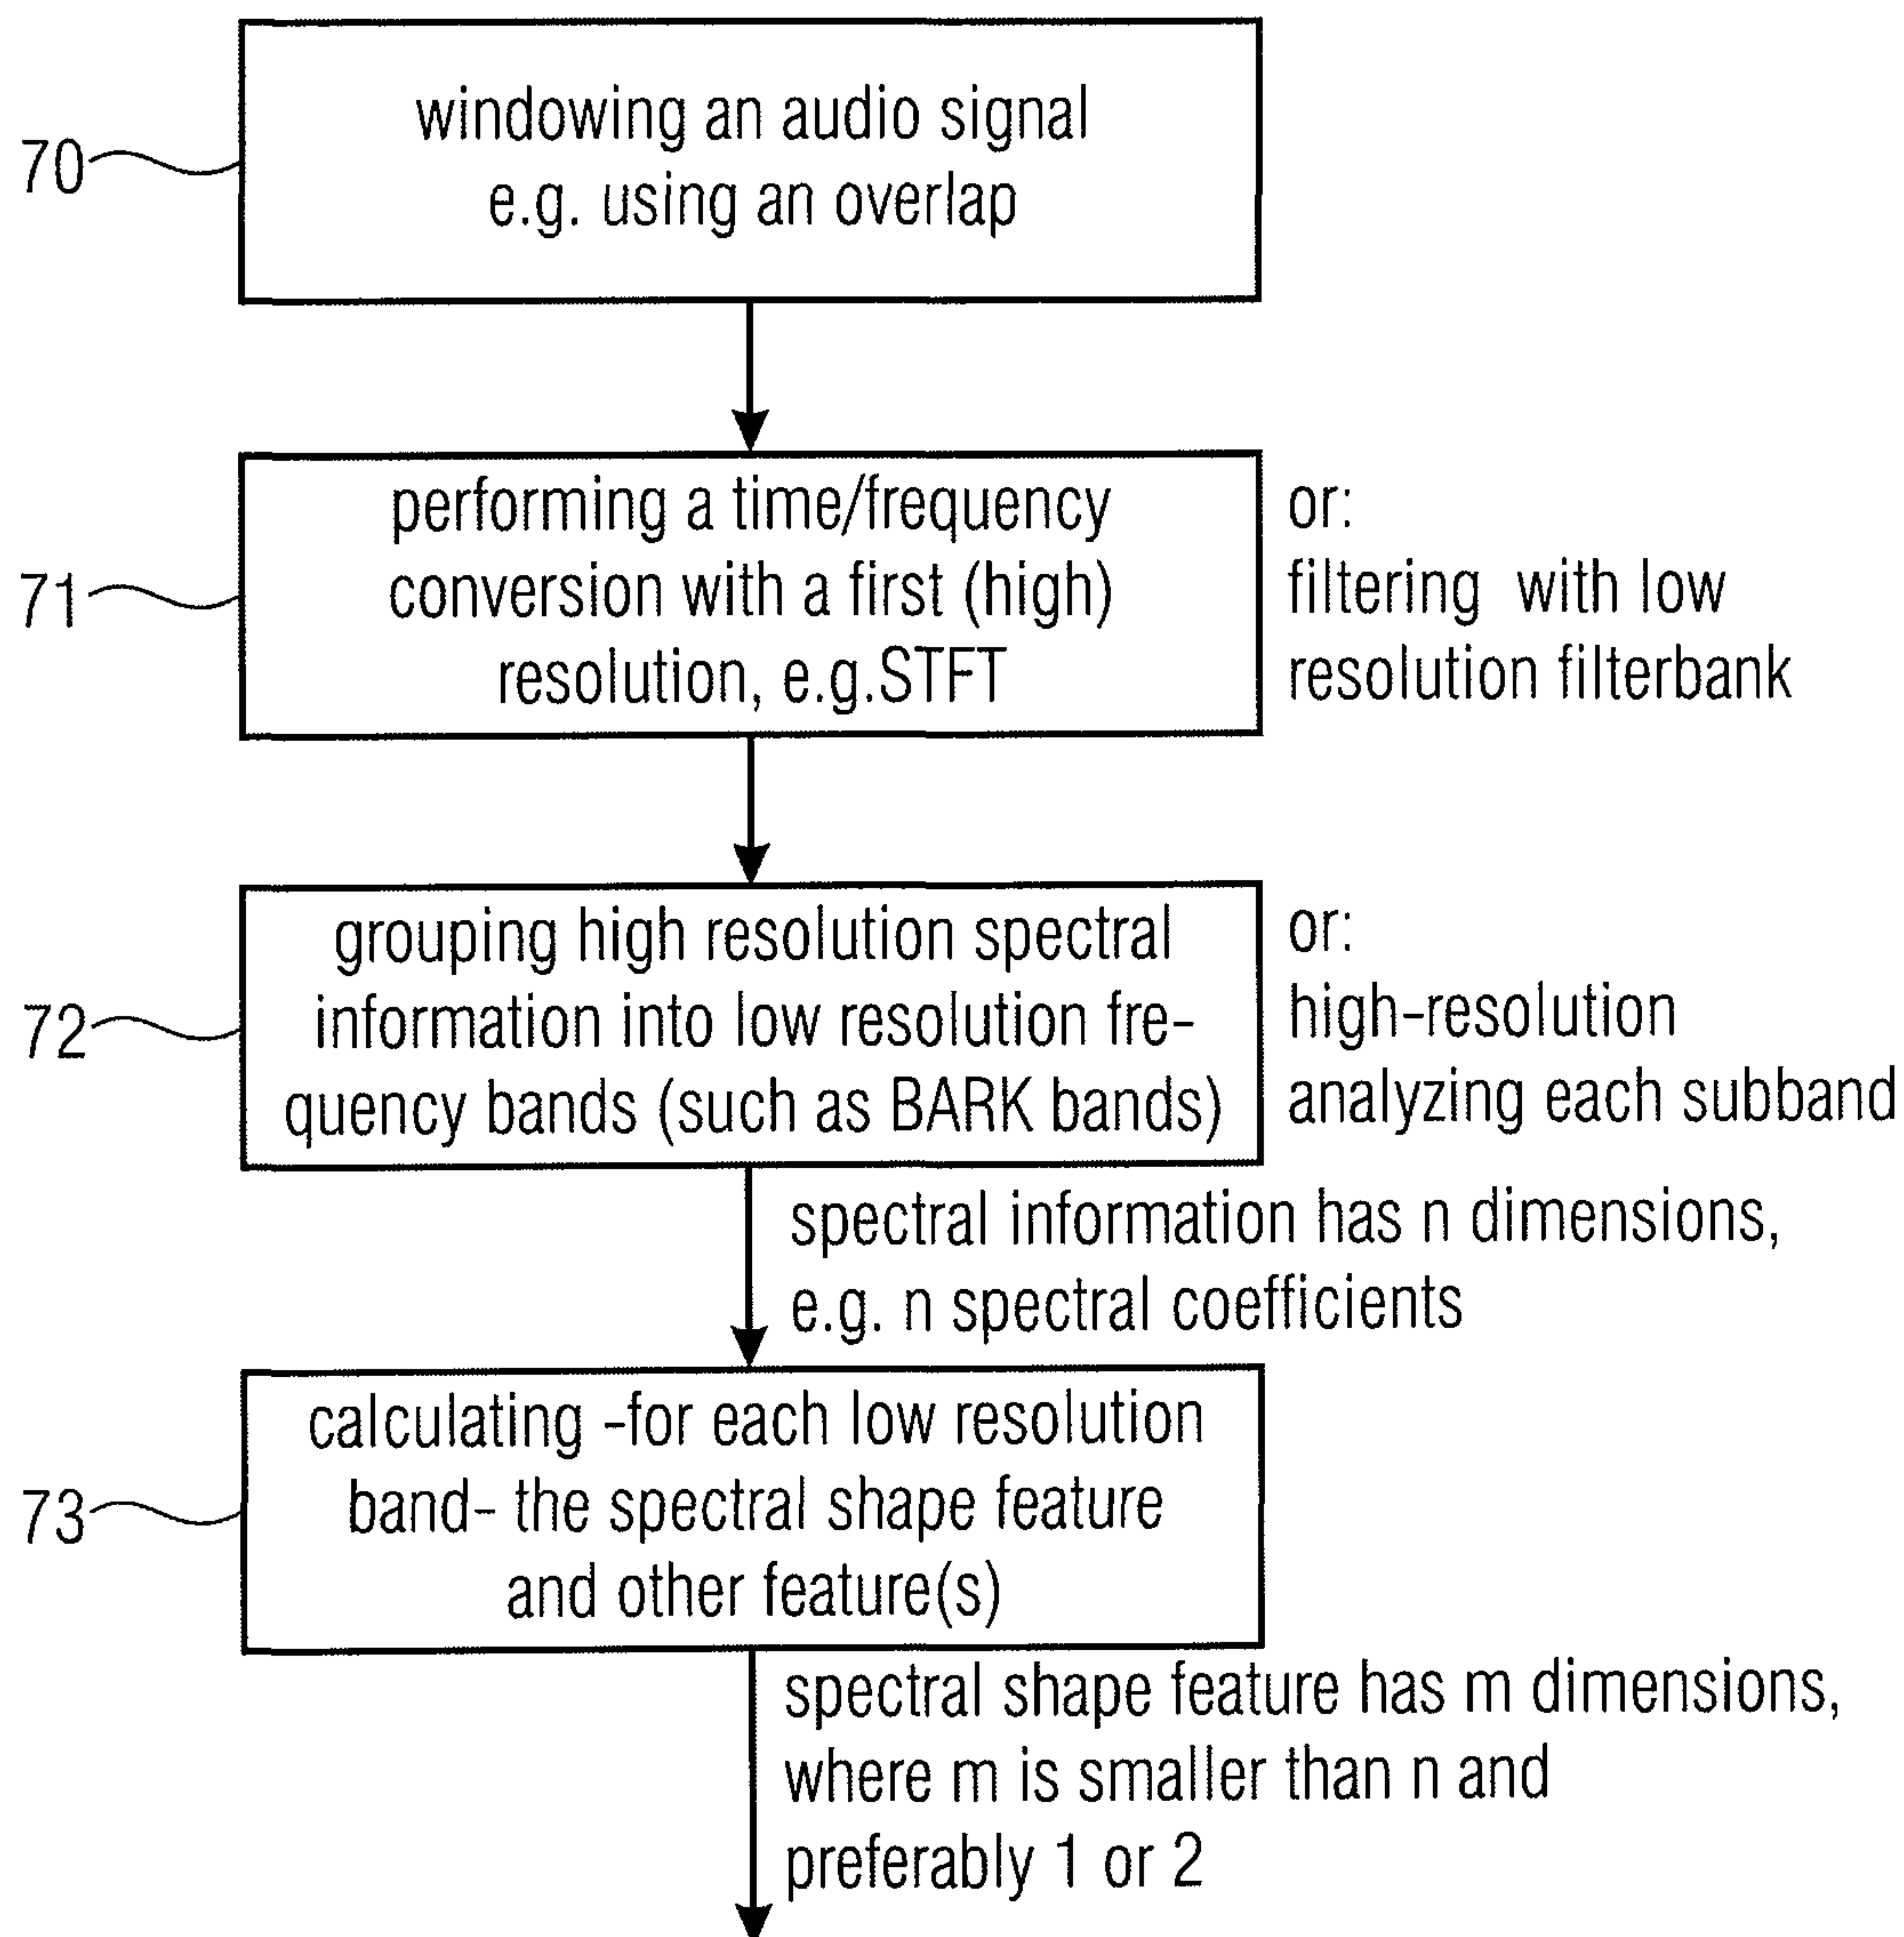 windowing an audio signal
e.g. using an overlap
70
performing a time/frequency
conversion with a first (high)
resolution, e.g.STFT
or:
filtering with low
resolution filterbank
71
grouping high resolution spectral
information into low resolution fre-
quency bands (such as BARK bands)
or:
high-resolution
analyzing each subband
72
spectral information has n dimensions,
e.g. n spectral coefficients
calculating -for each low resolution
band- the spectral shape feature
and other feature(s)
73
spectral shape feature has m dimensions,
where m is smaller than n and
preferably 1 or 2